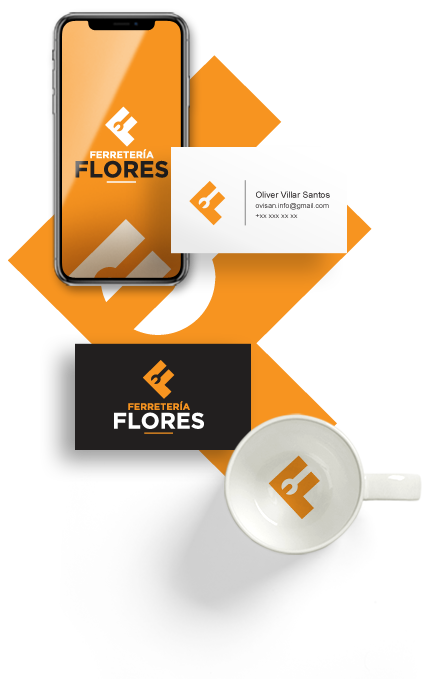 FERRETERÍA
FLORES
Oliver Villar Santos
ovisan.info@gmail.com
+xx xxx xx xx
FERRETERÍA
FLORES